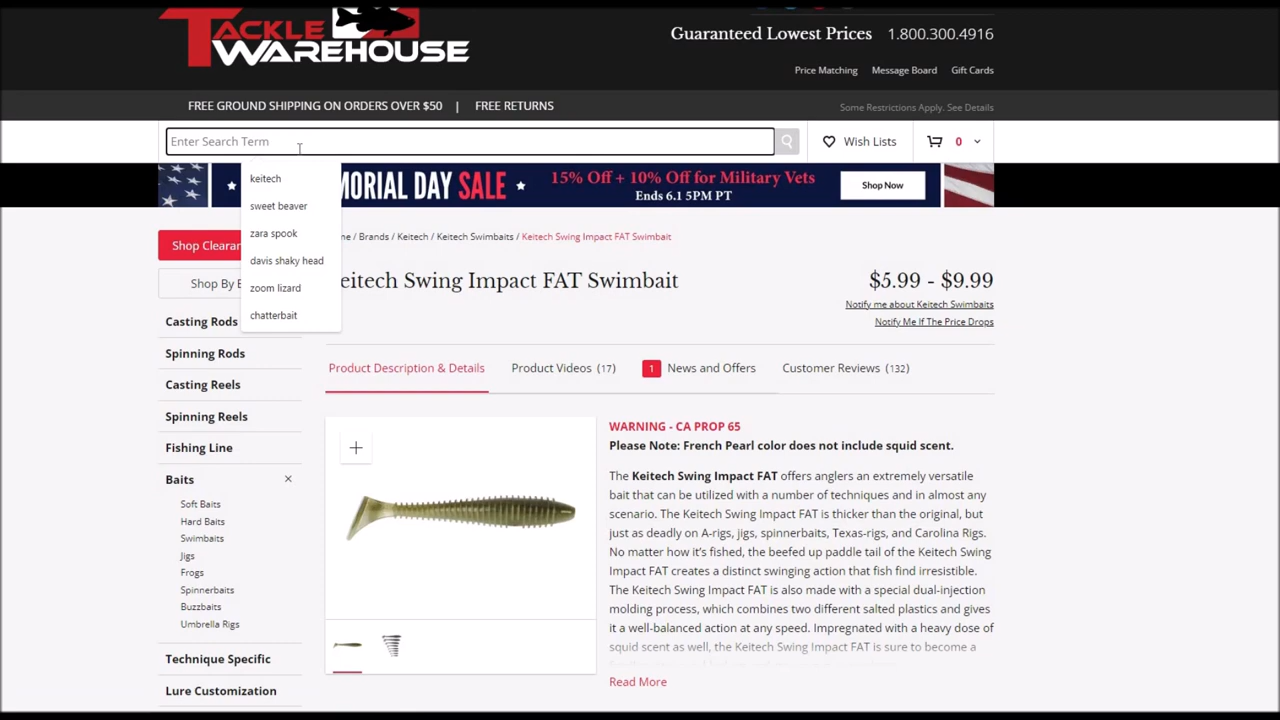 TACKLE
WAREHOUSE
Guaranteed Lowest Prices 1.800.300.4916
Price Matching Message Board Gift Cards
FREE GROUND SHIPPING ON ORDERS OVER $50 | FREE RETURNS
Some Restrictions Apply. See Details
Enter Search Term
Wish Lists
0
keitech
sweet beaver
zara spook
davis shaky head
zoom lizard
chatterbait
MORIAL DAY SALE
15% Off + 10% for Military Vets
Ends 6.1 5PM PT
Shop Now
/ Brands / Keitech / Keitech Swimbaits / Keitech Swing Impact FAT Swimbait
Shop Clearan
Shop By
eitech Swing Impact FAT Swimbait
$5.99 - $9.99
Notify me about Keitech Swimbaits
Notify Me If The Price Drops
Casting Rods
Spinning Rods
Casting Reels
Spinning Reels
Fishing Line
Baits
Soft Baits
Hard Baits
Swimbaits
Jigs
Frogs
Spinnerbaits
Buzzbaits
Umbrella Rigs
Technique Specific
Lure Customization
Product Description & Details Product Videos (17) 1 News and Offers Customer Reviews (132)
WARNING - CA PROP 65
Please Note: French Pearl color does not include squid scent.
The Keitech Swing Impact FAT offers anglers an extremely versatile
bait that can be utilized with a number of techniques and in almost any
scenario. The Keitech Swing Impact FAT is thicker than the original, but
just as deadly on A-rigs, jigs, spinnerbaits, Texas-rigs, and Carolina Rigs.
No matter how it's fished, the beefed up paddle tail of the Keitech Swing
Impact FAT creates a distinct swinging action that fish find irresistible.
The Keitech Swing Impact FAT is also made with a special dual-injection
molding process, which combines two different salted plastics and gives
it a well-balanced action at any speed. Impregnated with a heavy dose of
squid scent as well, the Keitech Swing Impact FAT is sure to become a
Read More